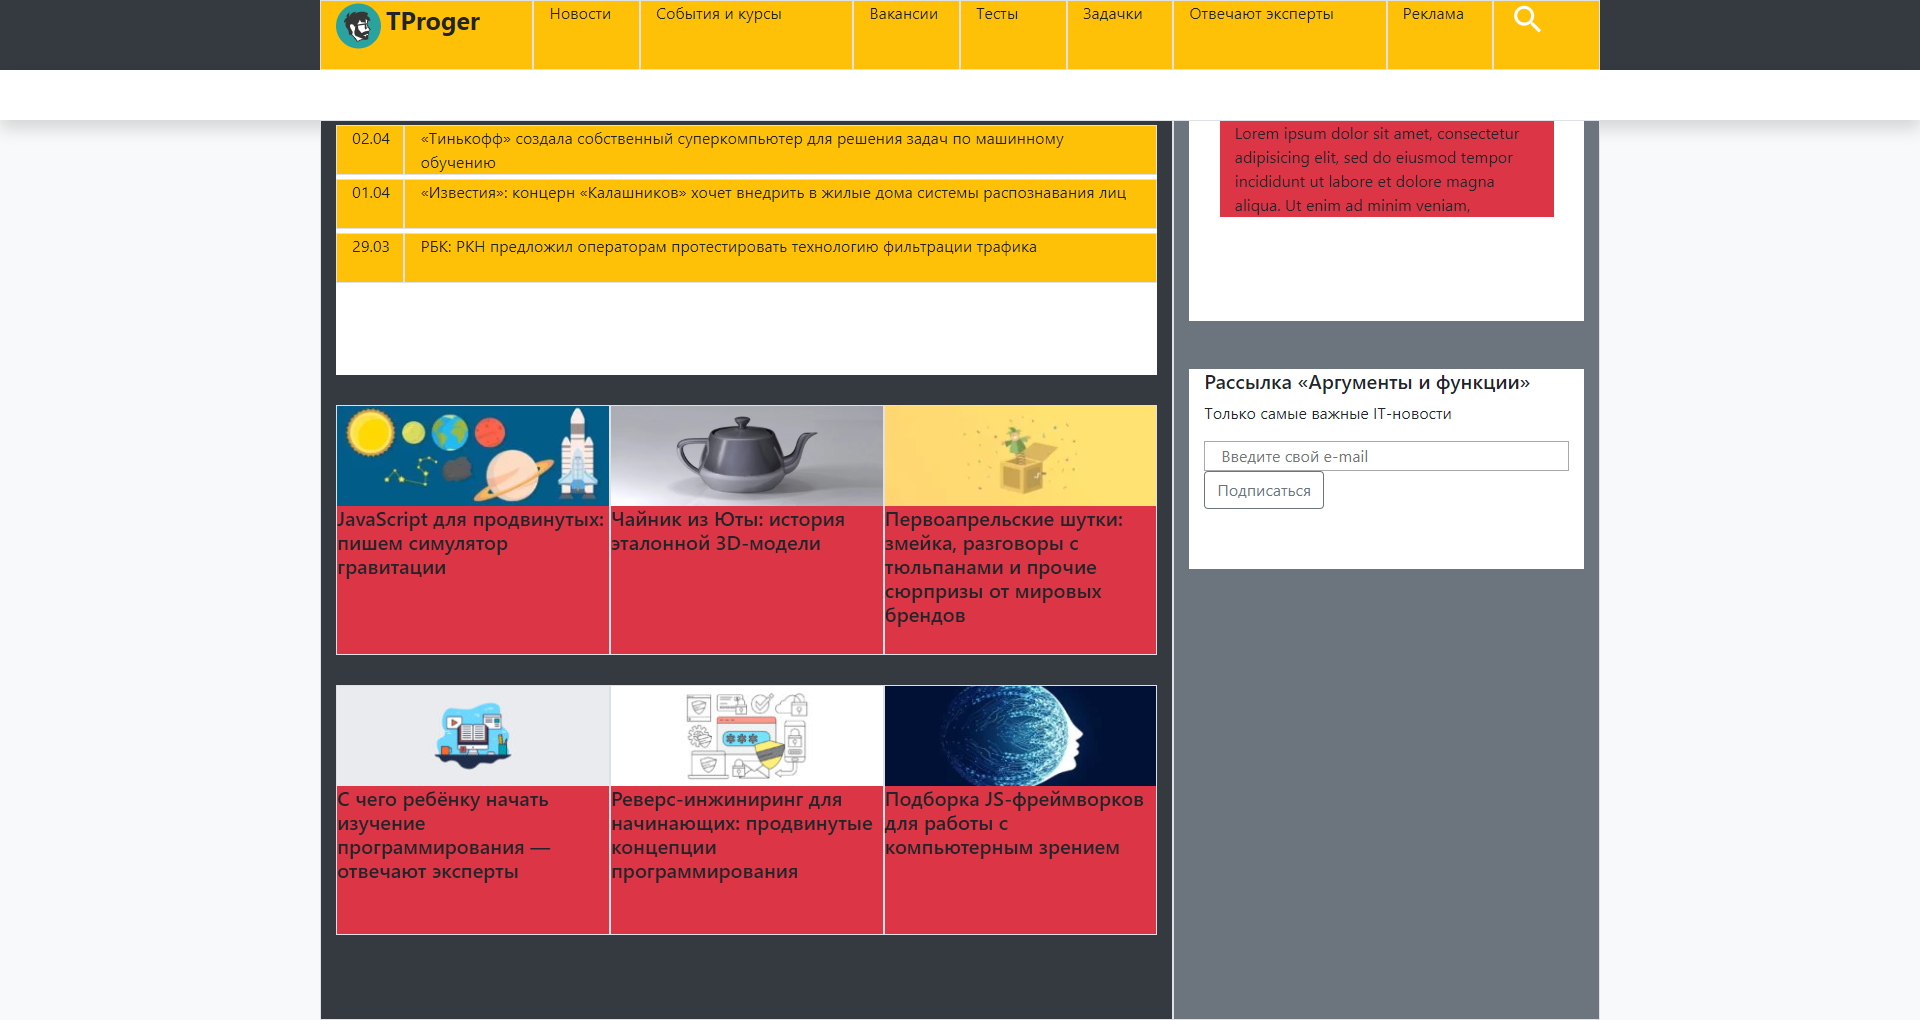 TProger
Новости
События и курсы
Вакансии
Тесты
Задачки
Отвечают эксперты
Реклама
02.04
«Тинькофф» создала собственный суперкомпьютер для решения задач по машинному
обучению
01.04
«Известия»: концерн «Калашников» хочет внедрить в жилые дома системы распознавания лиц
29.03
РБК: РКН предложил операторам протестировать технологию фильтрации трафика
Lorem ipsum dolor sit amet, consectetur
adipisicing elit, sed do eiusmod tempor
incididunt ut labore et dolore magna
aliqua. Ut enim ad minim veniam,
Рассылка «Аргументы и функции»
Только самые важные IT-новости
Введите свой e-mail
Подписаться
JavaScript для продвинутых:
пишем симулятор
гравитации
Чайник из Юты: история
эталонной 3D-модели
Первоапрельские шутки:
змейка, разговоры с
тюльпанами и прочие
сюрпризы от мировых
брендов
С чего ребёнку начать
изучение
программирования —
отвечают эксперты
Реверс-инжиниринг для
начинающих: продвинутые
концепции
программирования
Подборка JS-фреймворков
для работы с
компьютерным зрением